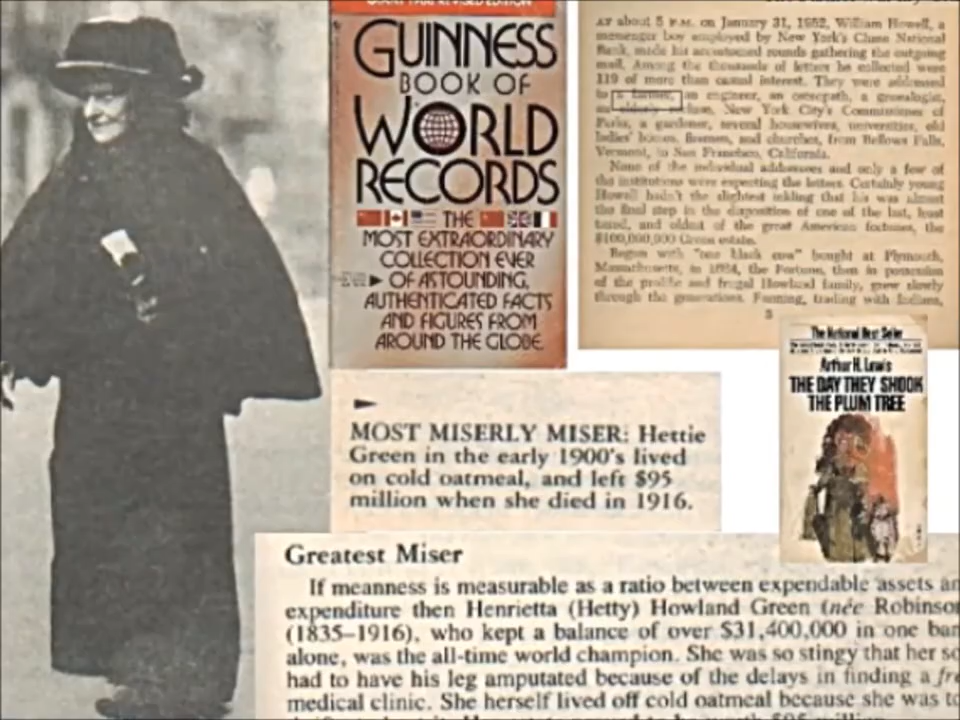 GUINNESS
BOOK OF
WORLD
RECORDS
THE
MOST EXTRAORDINARY
COLLECTION EVER
OF ASTOUNDING,
AUTHENTICATED FACTS
AND FIGURES FROM
AROUND THE GLOBE.
AT about 5 P.M. on January 31, 1952, William Howell, a
messenger boy employed by New York's Chase National
Bank, made his accustomed rounds gathering the outgoing
mail. Among the thousands of letters he collected were
119 of more than casual interest. They were addressed
to a farmer, an engineer, an osteopath, a genealogist,
New York City's Commissioner of
Parks, a gardener, several housewives, universities, old
ladies' homes, firemen, and churches, from Bellows Falls,
Vermont, to San Francisco, California.
None of the individual addressees and only a few of
the institutions were expecting the letters. Certainly young
Howell hadn't the slightest inkling that his was almost
the final step in the disposition of one of the last, least
and oldest of the great American fortunes, the
$100,000,000 Green estate.
Begun with "one black cow" bought at Plymouth,
Massachusetts, in 1624, the Fortune, then in possession
of the prolific and frugal Howland family, grew slowly
through the generations. Farming, trading with Indians,
The National Best Seller
Arthur H. Lewis
THE DAY THEY SHOOK
THE PLUM TREE
MOST MISERLY MISER: Hettie
Green in the early 1900's lived
on cold oatmeal, and left $95
million when she died in 1916.
Greatest Miser
If meanness is measurable as a ratio between expendable assets an
expenditure then Henrietta (Hetty) Howland Green (née Robinson
(1835–1916), who kept a balance of over $31,400,000 in one ban
alone, was the all-time world champion. She was so stingy that her so
had to have his leg amputated because of the delays in finding a fre
medical clinic. She herself lived off cold oatmeal because she was to